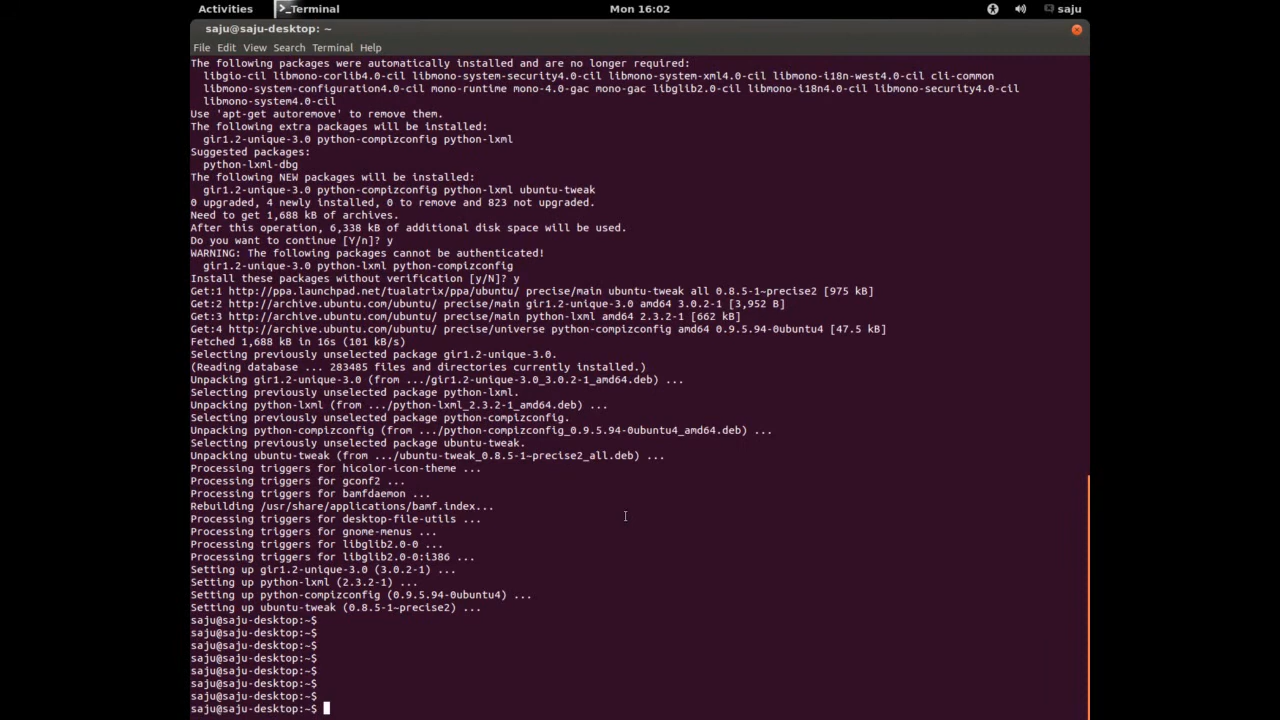 Activities >_Terminal Mon 16:02 saju
saju@saju-desktop: ~
File Edit View Search Terminal Help
The following packages were automatically installed and are no longer required:
libgio-cil libmono-corlib4.0-cil libmono-system-security4.0-cil libmono-system-xml4.0-cil libmono-i18n-west4.0-cil cli-common
libmono-system-configuration4.0-cil mono-runtime mono-4.0-gac mono-gac libglib2.0-cil libmono-i18n4.0-cil libmono-security4.0-cil
libmono-system4.0-cil
Use 'apt-get autoremove' to remove them.
The following extra packages will be installed:
gir1.2-unique-3.0 python-compizconfig python-lxml
Suggested packages:
python-lxml-dbg
The following NEW packages will be installed:
gir1.2-unique-3.0 python-compizconfig python-lxml ubuntu-tweak
0 upgraded, 4 newly installed, 0 to remove and 823 not upgraded.
Need to get 1,688 kB of archives.
After this operation, 6,338 kB of additional disk space will be used.
Do you want to continue [Y/n]? y
WARNING: The following packages cannot be authenticated!
gir1.2-unique-3.0 python-lxml python-compizconfig
Install these packages without verification [y/N]? y
Get:1 http://ppa.launchpad.net/tualatrix/ppa/ubuntu/ precise/main ubuntu-tweak all 0.8.5-1~precise2 [975 kB]
Get:2 http://archive.ubuntu.com/ubuntu/ precise/main gir1.2-unique-3.0 amd64 3.0.2-1 [3,952 B]
Get:3 http://archive.ubuntu.com/ubuntu/ precise/main python-lxml amd64 2.3.2-1 [662 kB]
Get:4 http://archive.ubuntu.com/ubuntu/ precise/universe python-compizconfig amd64 0.9.5.94-0ubuntu4 [47.5 kB]
Fetched 1,688 kB in 16s (101 kB/s)
Selecting previously unselected package gir1.2-unique-3.0.
(Reading database ... 283485 files and directories currently installed.)
Unpacking gir1.2-unique-3.0 (from .../gir1.2-unique-3.0_3.0.2-1_amd64.deb) ...
Selecting previously unselected package python-lxml.
Unpacking python-lxml (from .../python-lxml_2.3.2-1_amd64.deb) ...
Selecting previously unselected package python-compizconfig.
Unpacking python-compizconfig (from .../python-compizconfig_0.9.5.94-0ubuntu4_amd64.deb) ...
Selecting previously unselected package ubuntu-tweak.
Unpacking ubuntu-tweak (from .../ubuntu-tweak_0.8.5-1~precise2_all.deb) ...
Processing triggers for hicolor-icon-theme ...
Processing triggers for gconf2 ...
Processing triggers for bamfdaemon ...
Rebuilding /usr/share/applications/bamf.index...
Processing triggers for desktop-file-utils ...
Processing triggers for gnome-menus ...
Processing triggers for libglib2.0-0 ...
Processing triggers for libglib2.0-0:i386 ...
Setting up gir1.2-unique-3.0 (3.0.2-1) ...
Setting up python-lxml (2.3.2-1) ...
Setting up python-compizconfig (0.9.5.94-0ubuntu4) ...
Setting up ubuntu-tweak (0.8.5-1~precise2) ...
saju@saju-desktop:~$
saju@saju-desktop:~$
saju@saju-desktop:~$
saju@saju-desktop:~$
saju@saju-desktop:~$
saju@saju-desktop:~$
saju@saju-desktop:~$
saju@saju-desktop:~$